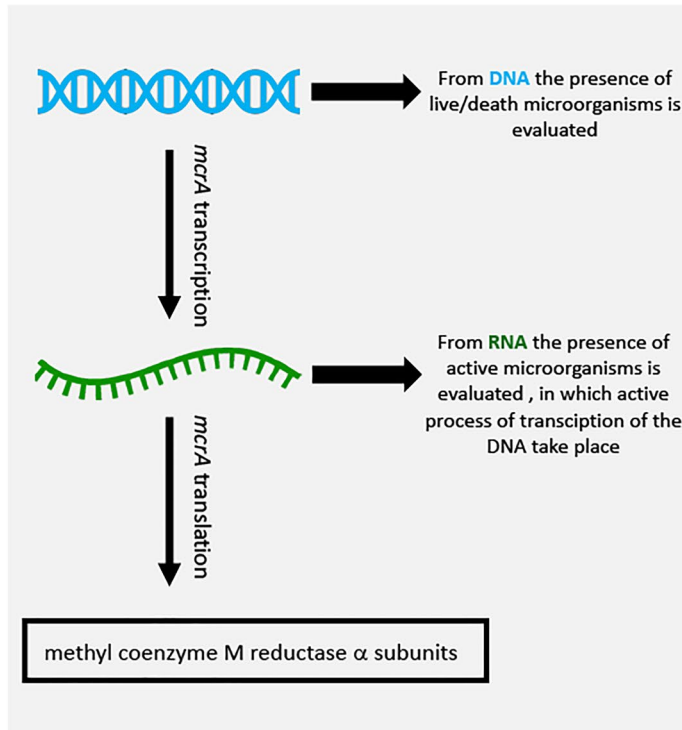 From DNA the presence of
live/death microorganisms is
evaluated
mcrA transcription
From RNA the presence of
active microorganisms is
evaluated , in which active
process of transciption of the
DNA take place
mcrA translation
methyl coenzyme M reductase α subunits